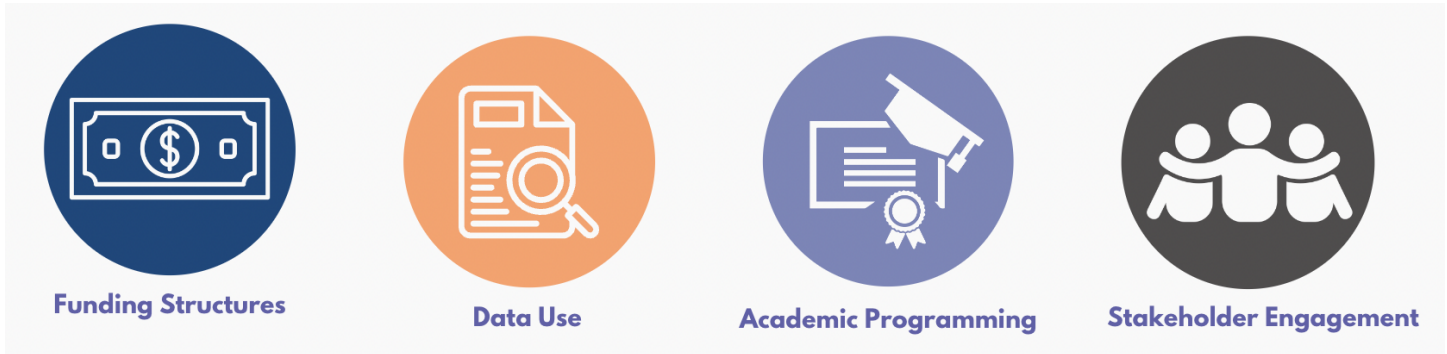 $
Funding Structures
Data Use
Academic Programming
Stakeholder Engagement